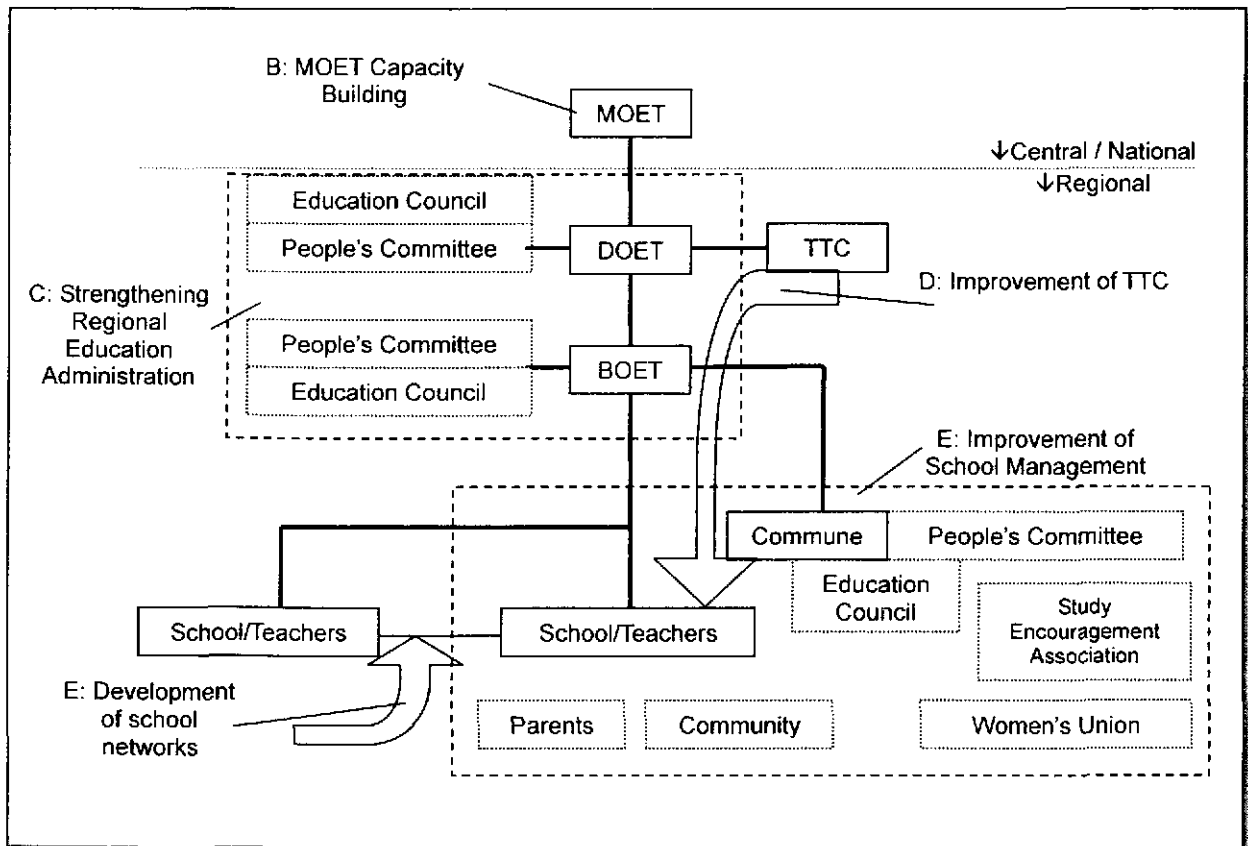 B: MOET Capacity
Building
MOET
↓Central / National
↓Regional
Education Council
People's Committee
DOET
TTC
C: Strengthening
Regional
Education
Administration
D: Improvement of TTC
People's Committee
BOET
Education Council
E: Improvement of
School Management
Commune
People's Committee
Education
Council
Study
Encouragement
Association
School/Teachers
School/Teachers
E: Development
of school
networks
Parents
Community
Women's Union